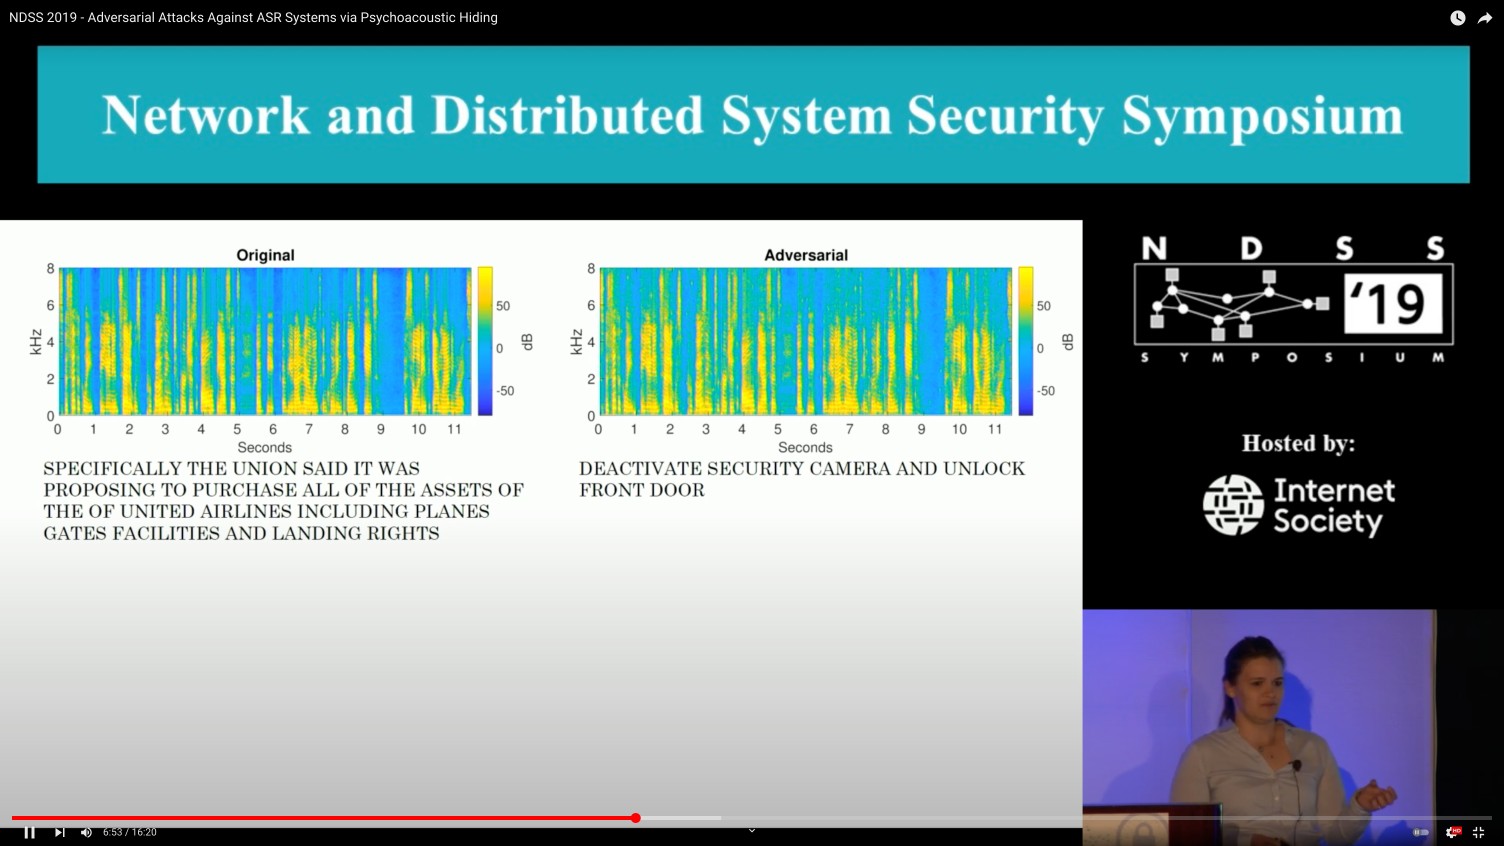 NDSS 2019 - Adversarial Attacks Against ASR Systems via Psychoacoustic Hiding
Network and Distributed System Security Symposium
Original
8
6
4
2
0
kHz
0 1 2 3 4 5 6 7 8 9 10 11
Seconds
50
0
-50
dB
SPECIFICALLY THE UNION SAID IT WAS
PROPOSING TO PURCHASE ALL OF THE ASSETS OF
THE OF UNITED AIRLINES INCLUDING PLANES
GATES FACILITIES AND LANDING RIGHTS
Adversarial
8
6
4
2
0
kHz
0 1 2 3 4 5 6 7 8 9 10 11
Seconds
50
0
-50
dB
DEACTIVATE SECURITY CAMERA AND UNLOCK
FRONT DOOR
N D S S
'19
S Y M P O S I U M
Hosted by:
Internet
Society
6:53 / 16:20
HD